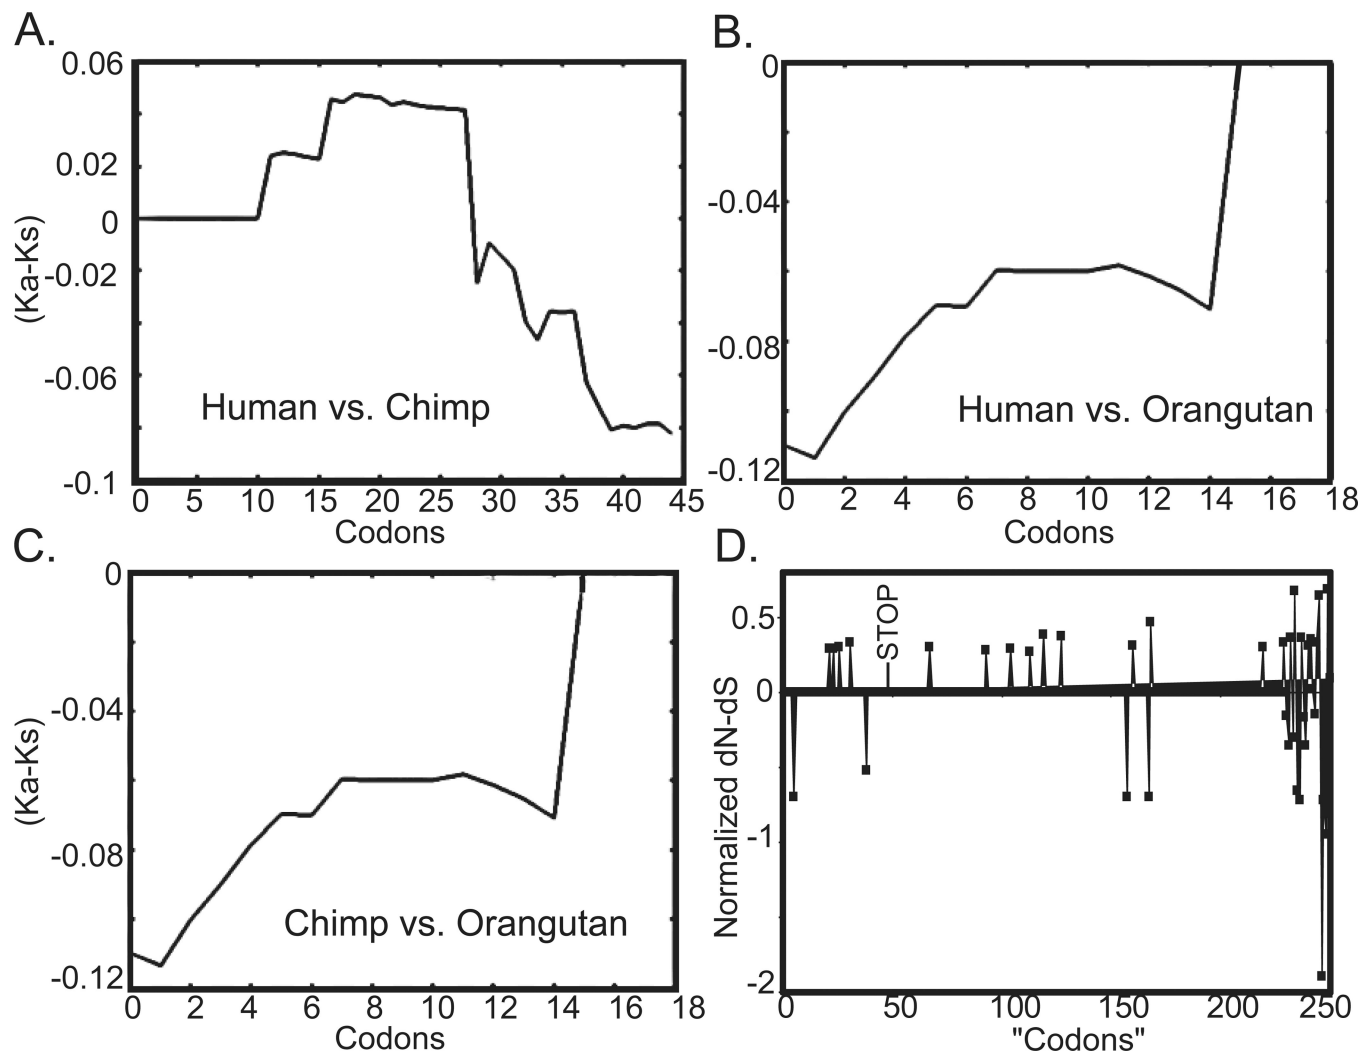 A.
0.06
0.02
0
-0.02
-0.06
-0.1
(Ka-Ks)
Human vs. Chimp
0 5 10 15 20 25 30 35 40 45
Codons
B.
0
-0.04
-0.08
-0.12
Human vs. Orangutan
0 2 4 6 8 10 12 14 16 18
Codons
C.
0
-0.04
-0.08
-0.12
(Ka-Ks)
Chimp vs. Orangutan
0 2 4 6 8 10 12 14 16 18
Codons
D.
0.5
0
-1
-2
Normalized dN-dS
STOP
0 50 100 150 200 250
"Codons"